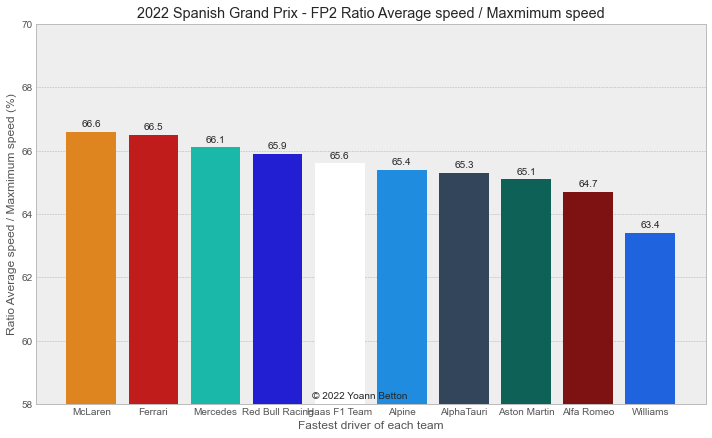 2022 Spanish Grand Prix - FP2 Ratio Average speed / Maxmimum speed
Ratio Average speed / Maxmimum speed (%)
70
68
66
64
62
60
58
66.6
66.5
66.1
65.9
65.6
65.4
65.3
65.1
64.7
63.4
© 2022 Yoann Betton
McLaren
Ferrari
Mercedes
Red Bull Racing
Haas F1 Team
Alpine
AlphaTauri
Aston Martin
Alfa Romeo
Williams
Fastest driver of each team